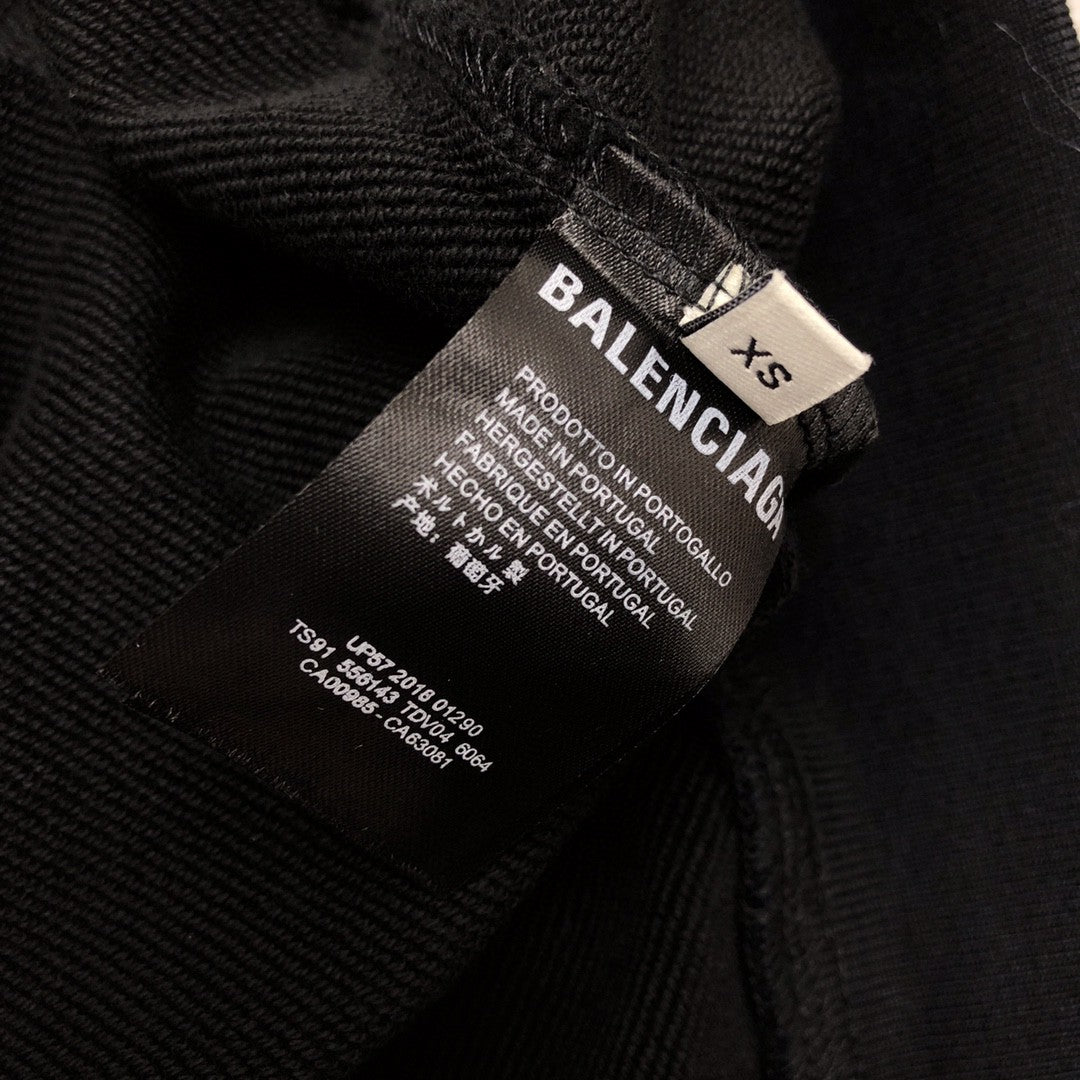 BALENCIAGA
XS
PRODOTTO IN PORTOGALLO
MADE IN PORTUGAL
HERGESTELLT IN PORTUGAL
FABRIQUE EN PORTUGAL
HECHO EN PORTUGAL
ポルトガル製
产地：葡萄牙
UP57 2018 01290
TS91 556143 TDV04 6064
CA00985 - CA63081